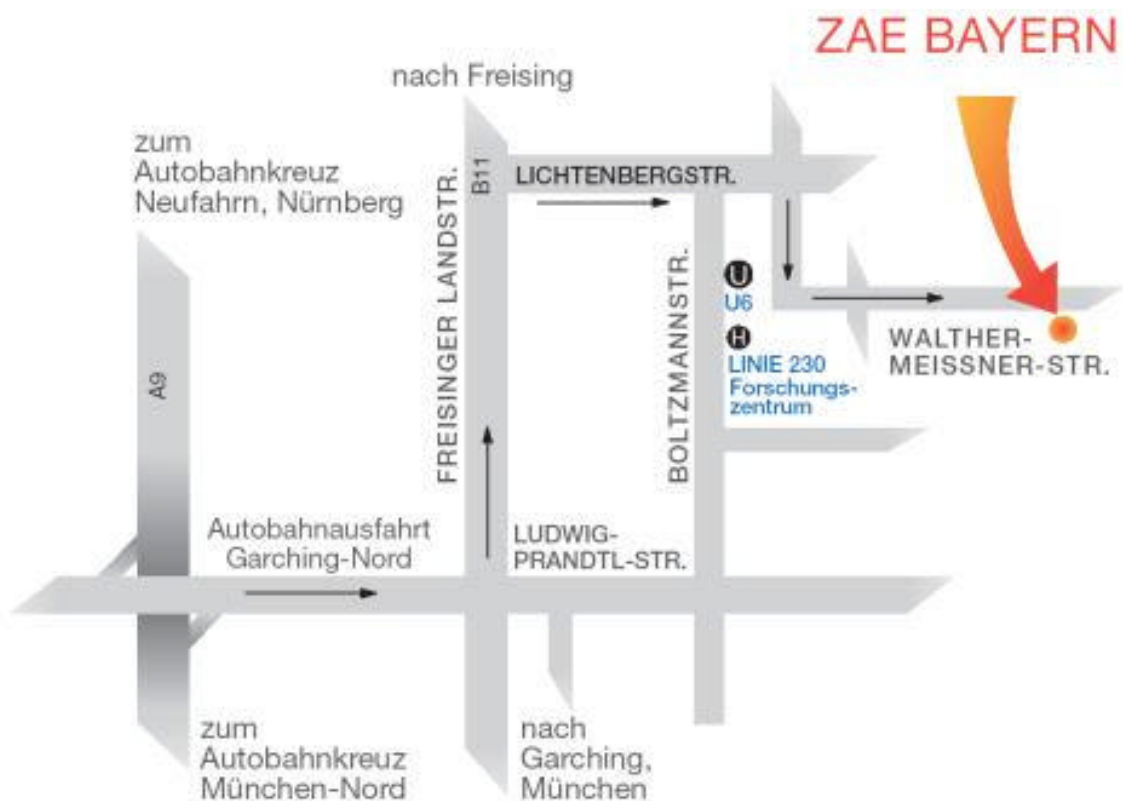 ZAE BAYERN
nach Freising
zum
Autobahnkreuz
Neufahrn, Nürnberg
B11
LICHTENBERGSTR.
FREISINGER LANDSTR.
BOLTZMANNSTR.
U
U6
H
LINIE 230
Forschungs-
zentrum
WALTHER-
MEISSNER-STR.
A9
Autobahnausfahrt
Garching-Nord
LUDWIG-
PRANDTL-STR.
zum
Autobahnkreuz
München-Nord
nach
Garching,
München